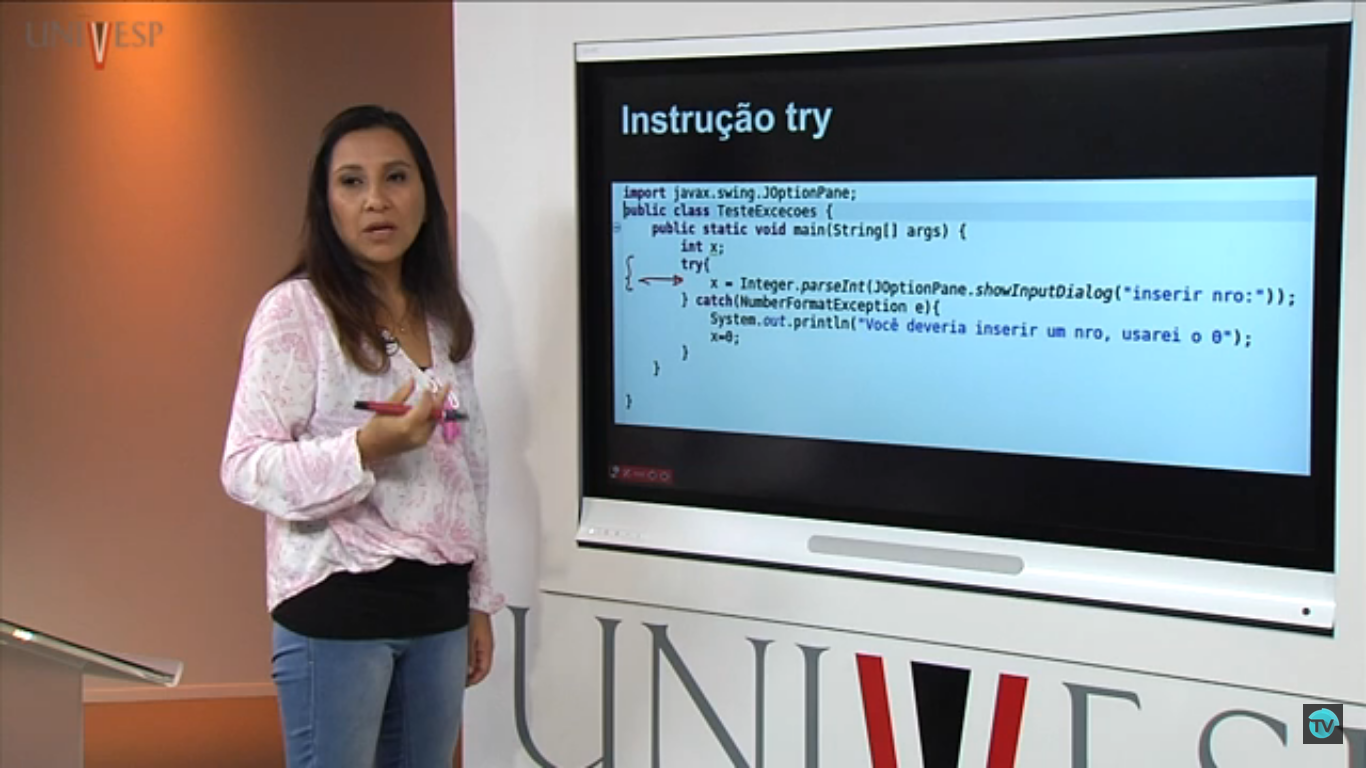 UNIVESP
Instrução try
import javax.swing.JOptionPane;
public class TesteExcecoes {
public static void main(String[] args) {
int x;
try{
x = Integer.parseInt(JOptionPane.showInputDialog("inserir nro:"));
} catch(NumberFormatException e){
System.out.println("Você deveria inserir um nro, usarei o 0");
x=0;
}
}
}
UNIVESP
TV